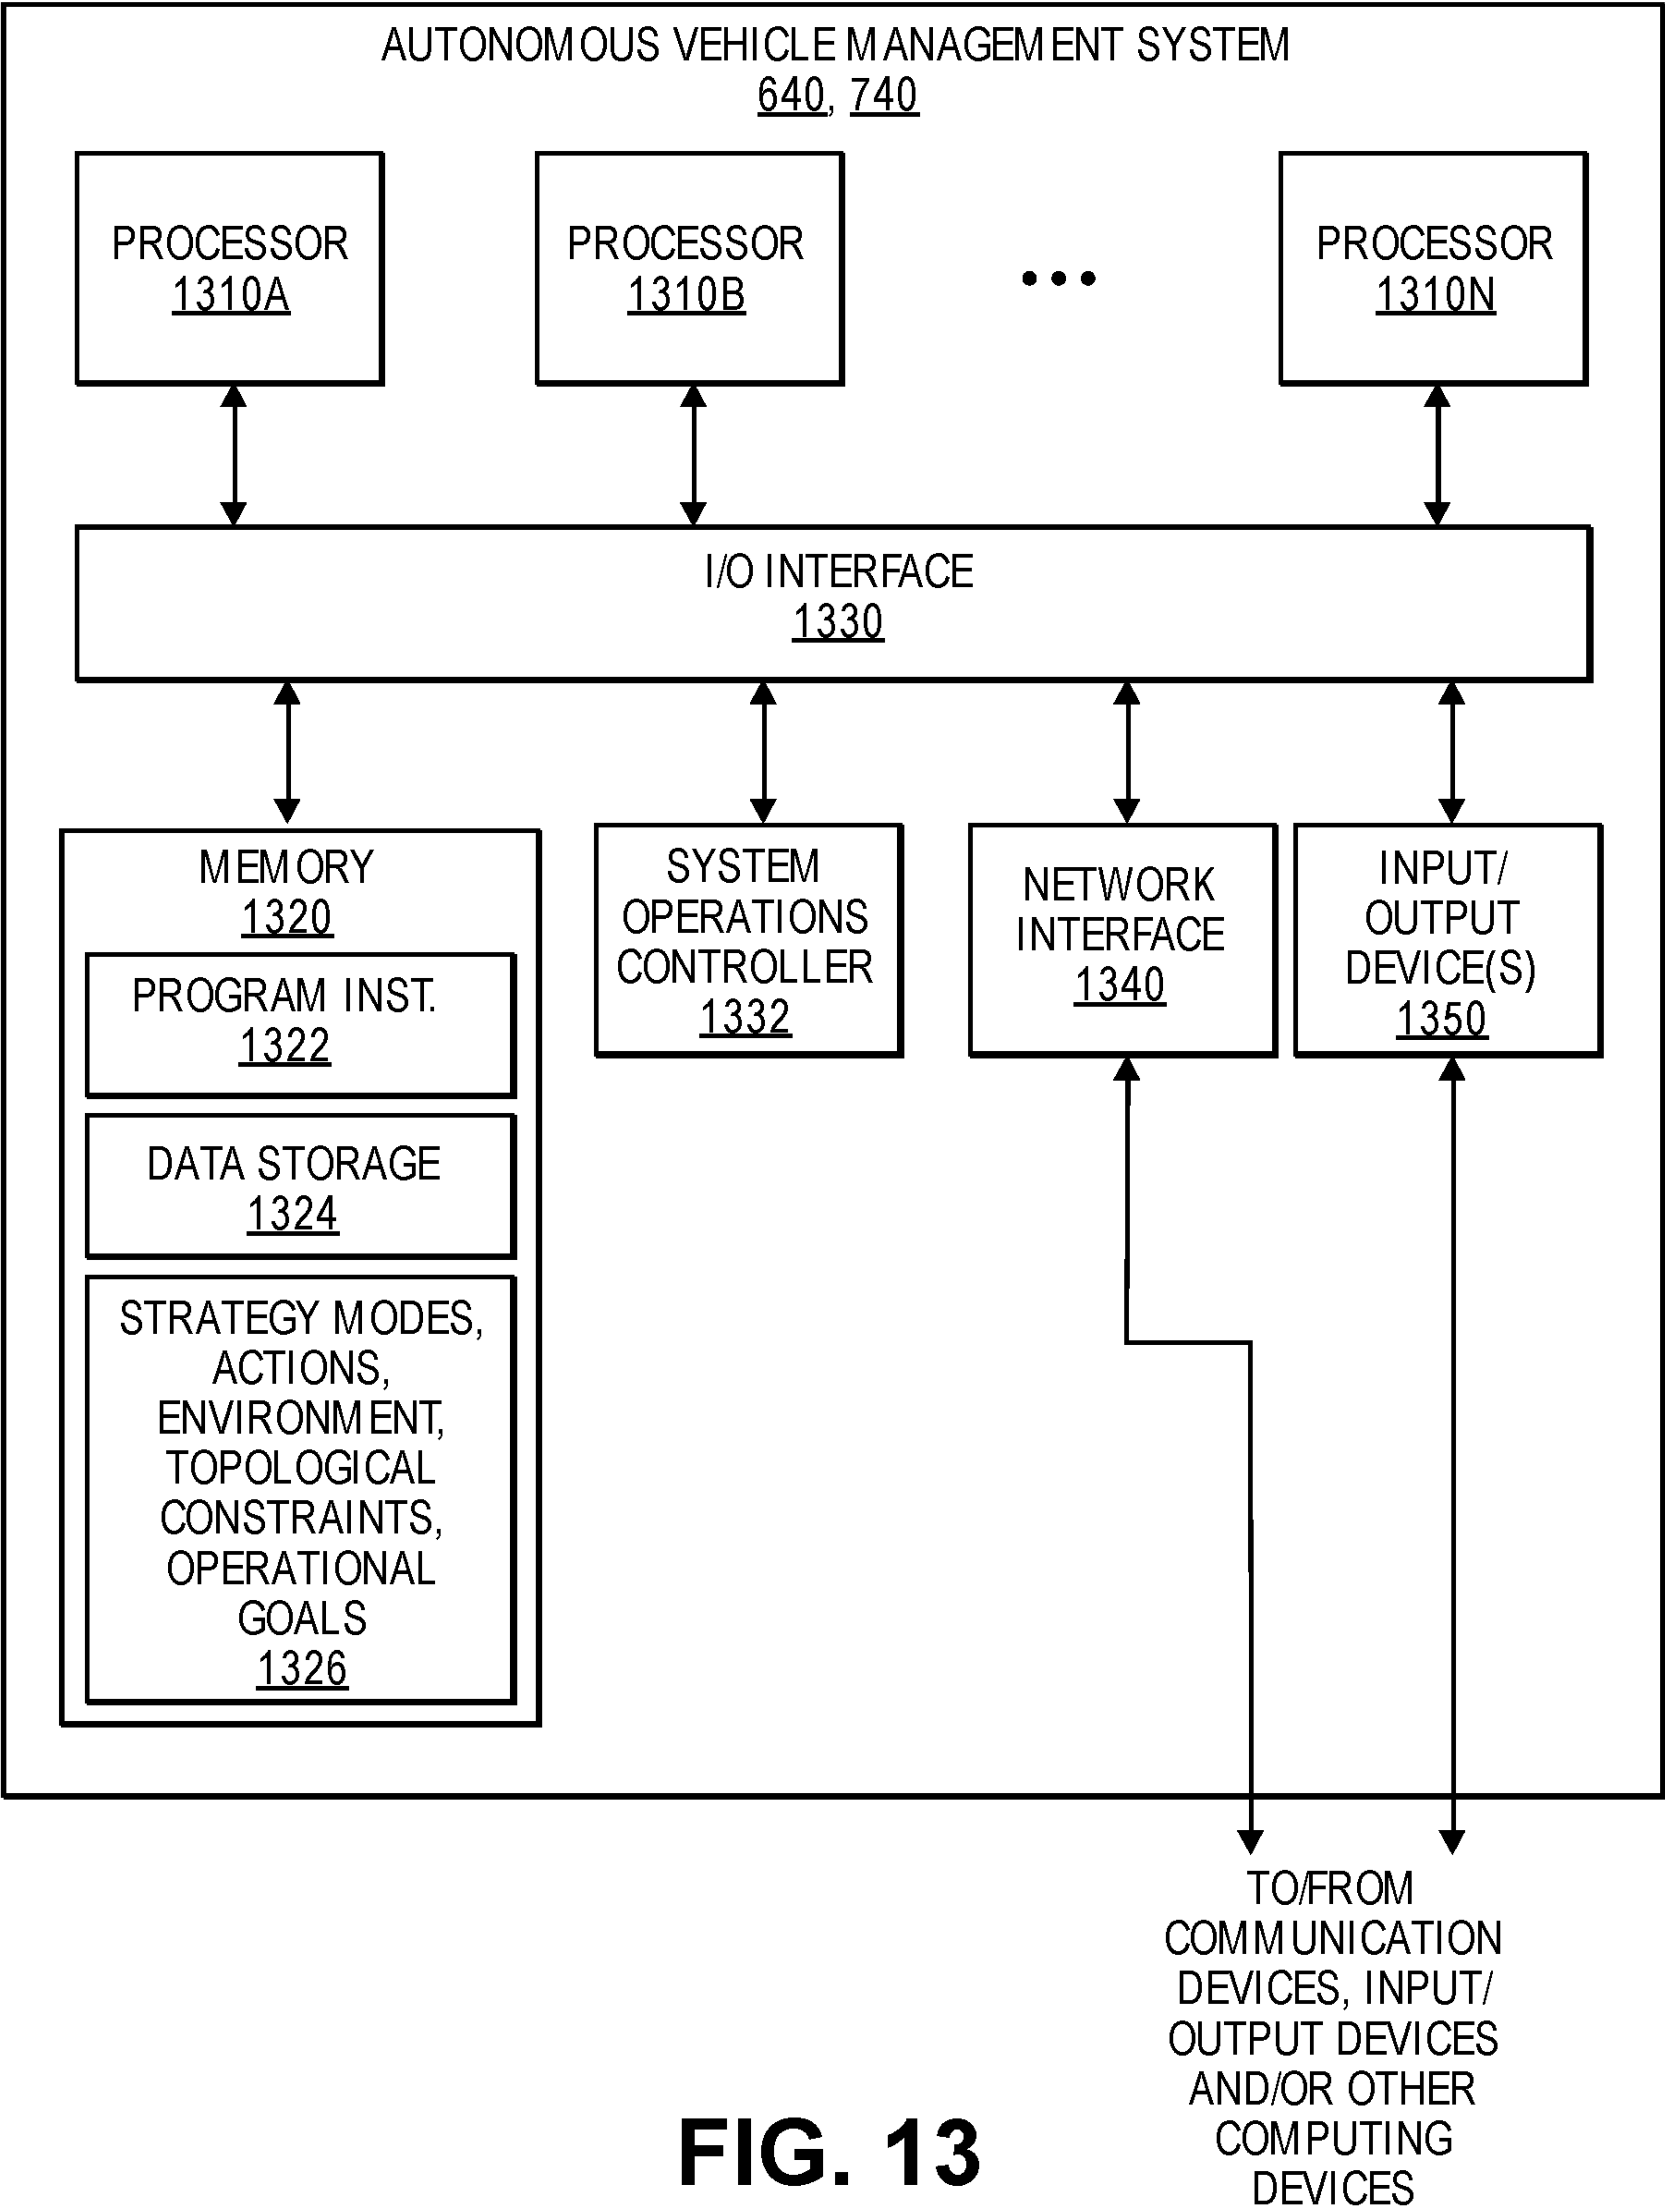 AUTONOMOUS VEHICLE MANAGEMENT SYSTEM
640, 740
PROCESSOR
1310A
PROCESSOR
1310B
PROCESSOR
1310N
I/O INTERFACE
1330
MEMORY
1320
PROGRAM INST.
1322
DATA STORAGE
1324
STRATEGY MODES,
ACTIONS,
ENVIRONMENT,
TOPOLOGICAL
CONSTRAINTS,
OPERATIONAL
GOALS
1326
SYSTEM
OPERATIONS
CONTROLLER
1332
NETWORK
INTERFACE
1340
INPUT/
OUTPUT
DEVICE(S)
1350
TO/FROM
COMMUNICATION
DEVICES, INPUT/
OUTPUT DEVICES
AND/OR OTHER
COMPUTING
DEVICES
FIG. 13